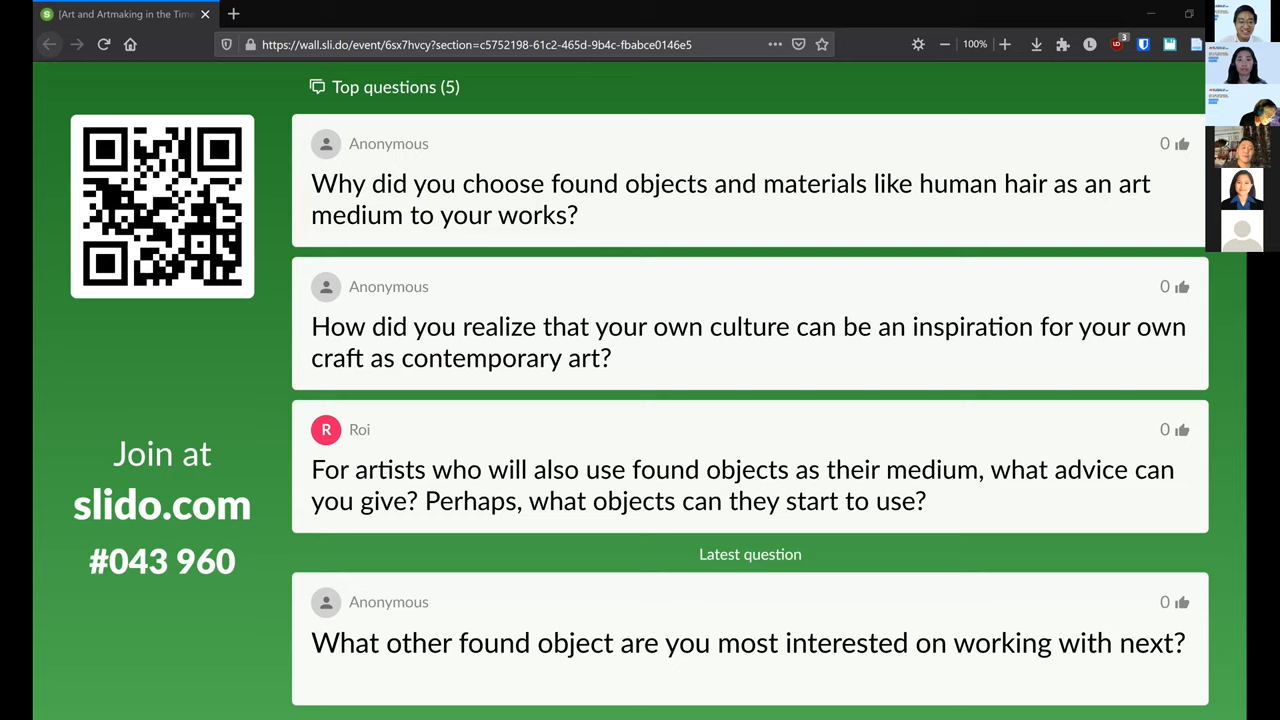 [Art and Artmaking in the Time
https://wall.sli.do/event/6sx7hvcy?section=c5752198-61c2-465d-9b4c-fbabce0146e5
100%
3
Top questions (5)
Anonymous
0
Why did you choose found objects and materials like human hair as an art
medium to your works?
Anonymous
0
How did you realize that your own culture can be an inspiration for your own
craft as contemporary art?
R
Roi
0
For artists who will also use found objects as their medium, what advice can
you give? Perhaps, what objects can they start to use?
Join at
slido.com
#043 960
Latest question
Anonymous
0
What other found object are you most interested on working with next?